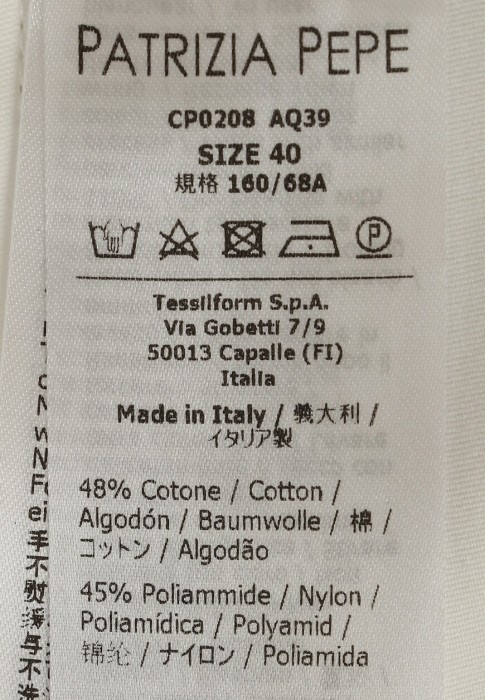 PATRIZIA PEPE
CP0208 AQ39
SIZE 40
規格 160/68A
P
Tessilform S.p.A.
Via Gobetti 7/9
50013 Capalle (FI)
Italia
Made in Italy / 義大利 /
イタリア製
48% Cotone / Cotton /
Algodón / Baumwolle / 棉 /
コットン / Algodão
45% Poliammide / Nylon /
Poliamídica / Polyamid /
锦纶 / ナイロン / Poliamida